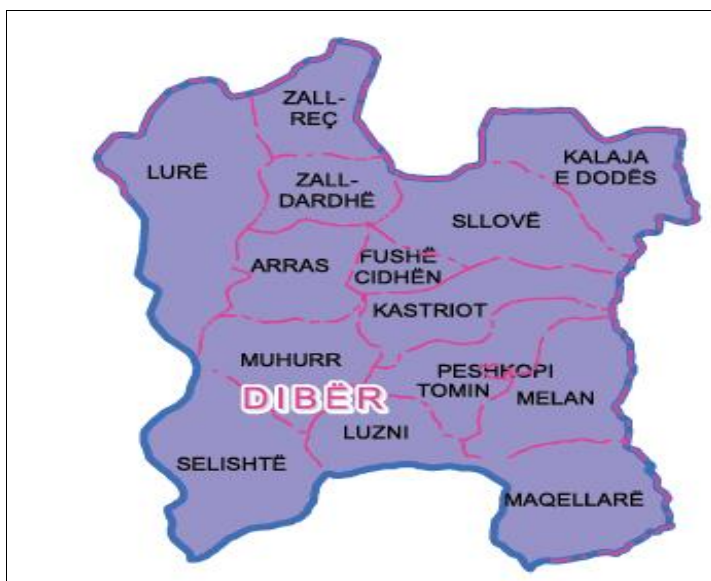 ZALL-
REÇ
LURË
KALAJA
E DODËS
ZALL-
DARDHË
SLLOVË
ARRAS
FUSHË
CIDHËN
KASTRIOT
MUHURR
PESHKOPI
TOMIN
MELAN
DIBËR
LUZNI
SELISHTË
MAQELLARË